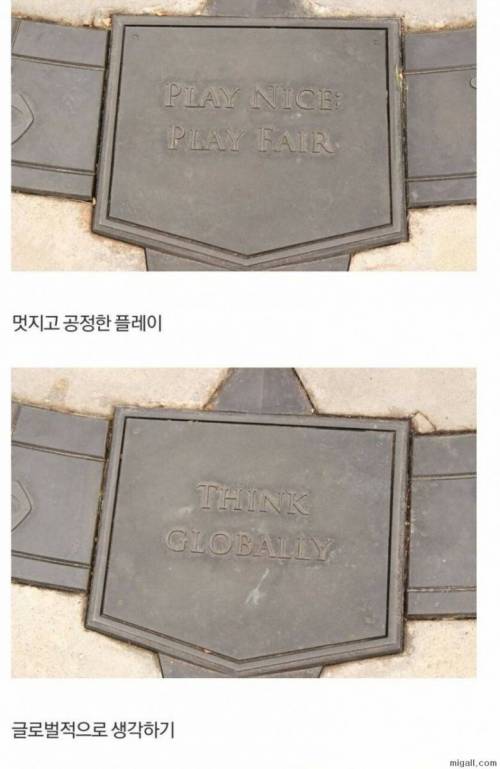 PLAY NICE;
PLAY FAIR
멋지고 공정한 플레이
THINK
GLOBALLY
글로벌적으로 생각하기
migall.com